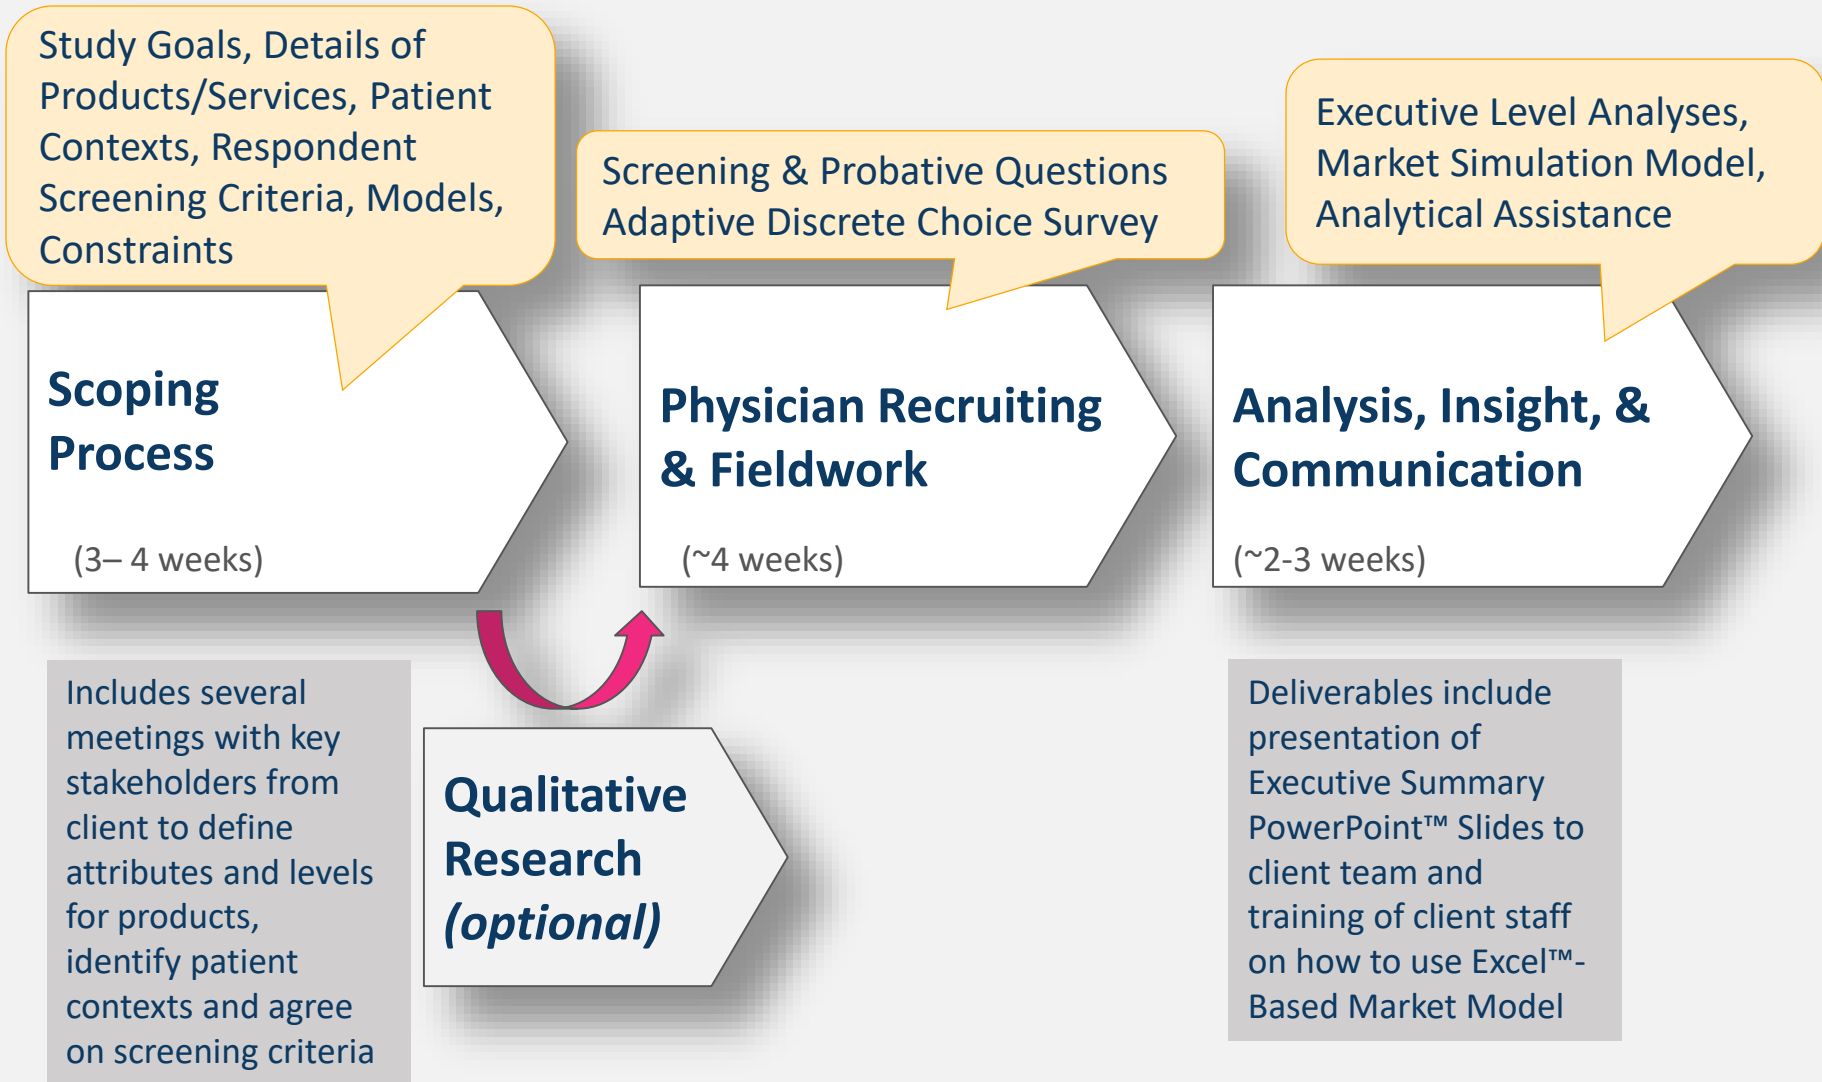 Study Goals, Details of
Products/Services, Patient
Contexts, Respondent
Screening Criteria, Models,
Constraints
Screening & Probative Questions
Adaptive Discrete Choice Survey
Executive Level Analyses,
Market Simulation Model,
Analytical Assistance
Scoping
Process
(3– 4 weeks)
Physician Recruiting
& Fieldwork
(~4 weeks)
Analysis, Insight, &
Communication
(~2-3 weeks)
Includes several
meetings with key
stakeholders from
client to define
attributes and levels
for products,
identify patient
contexts and agree
on screening criteria
Qualitative
Research
(optional)
Deliverables include
presentation of
Executive Summary
PowerPoint™ Slides to
client team and
training of client staff
on how to use Excel™-
Based Market Model